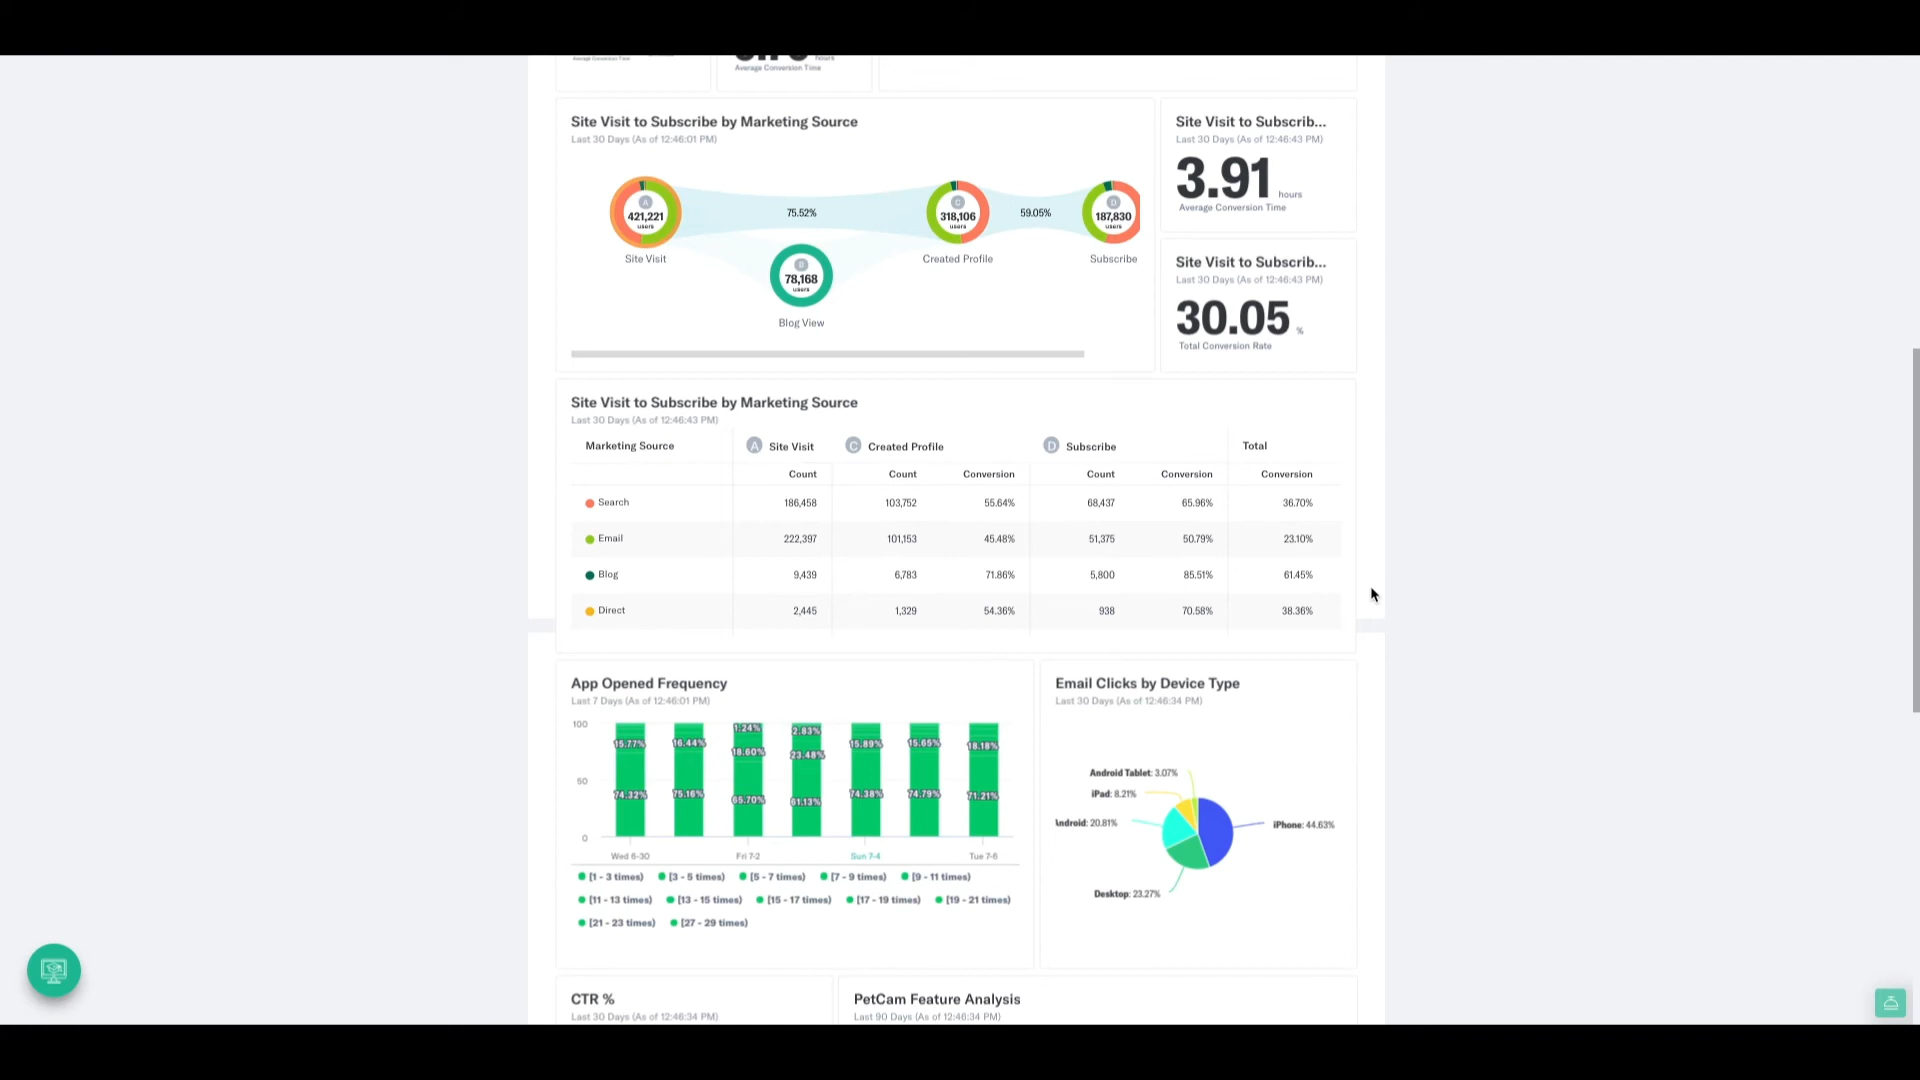 Average Conversion Time
hours
Average Conversion Time
Site Visit to Subscribe by Marketing Source
Last 30 Days (As of 12:46:01 PM)
A
421,221
users
Site Visit
75.52%
B
78,168
users
Blog View
C
318,106
users
Created Profile
59.05%
D
187,830
users
Subscribe
Site Visit to Subscrib...
Last 30 Days (As of 12:46:43 PM)
3.91 hours
Average Conversion Time
Site Visit to Subscrib...
Last 30 Days (As of 12:46:43 PM)
30.05 %
Total Conversion Rate
Site Visit to Subscribe by Marketing Source
Last 30 Days (As of 12:46:43 PM)
Marketing Source A Site Visit C Created Profile D Subscribe Total
Count Count Conversion Count Conversion Conversion
Search 186,458 103,752 55.64% 68,437 65.96% 36.70%
Email 222,397 101,153 45.48% 51,375 50.79% 23.10%
Blog 9,439 6,783 71.86% 5,800 85.51% 61.45%
Direct 2,445 1,329 54.36% 938 70.58% 38.36%
App Opened Frequency
Last 7 Days (As of 12:46:01 PM)
100
50
0
15.77% 16.44% 1.24% 2.83% 15.89% 15.65% 18.18%
18.60% 23.48%
74.32% 75.16% 65.70% 61.13% 74.38% 74.79% 71.21%
Wed 6-30 Fri 7-2 Sun 7-4 Tue 7-6
[1 - 3 times) [3 - 5 times) [5 - 7 times) [7 - 9 times) [9 - 11 times)
[11 - 13 times) [13 - 15 times) [15 - 17 times) [17 - 19 times) [19 - 21 times)
[21 - 23 times) [27 - 29 times)
Email Clicks by Device Type
Last 30 Days (As of 12:46:34 PM)
Android Tablet: 3.07%
iPad: 8.21%
Android: 20.81%
iPhone: 44.63%
Desktop: 23.27%
CTR %
Last 30 Days (As of 12:46:34 PM)
PetCam Feature Analysis
Last 90 Days (As of 12:46:34 PM)